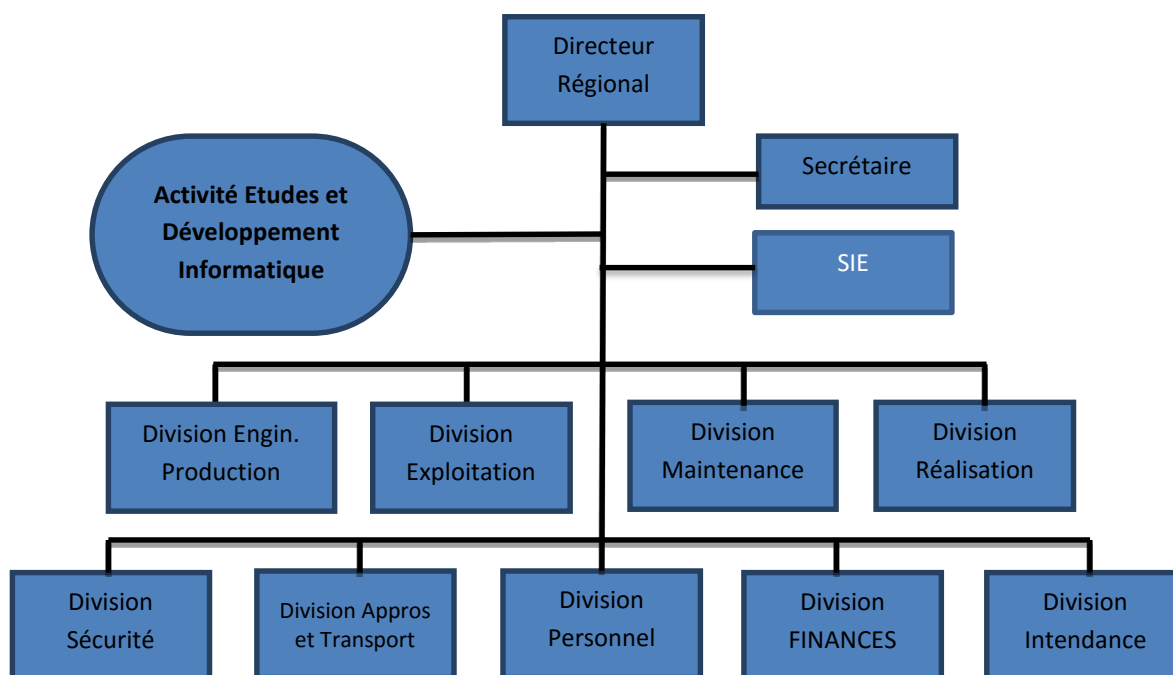 Directeur
Régional
Secrétaire
Activité Etudes et
Développement
Informatique
SIE
Division Engin.
Production
Division
Exploitation
Division
Maintenance
Division
Réalisation
Division
Sécurité
Division Appros
et Transport
Division
Personnel
Division
FINANCES
Division
Intendance